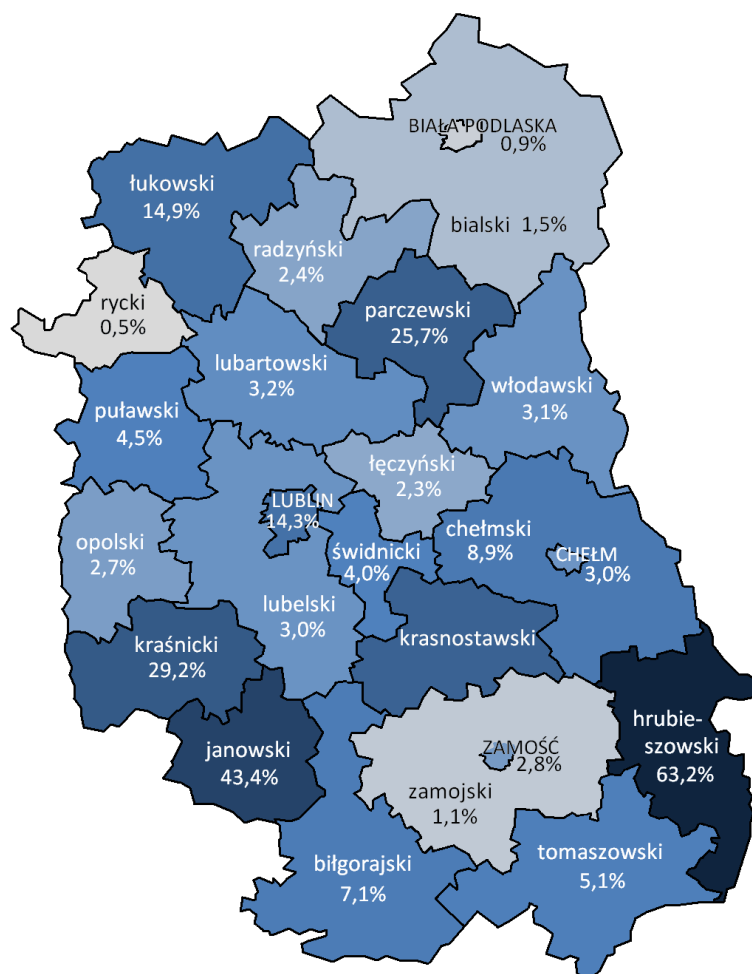 BIAŁA PODLASKA
0,9%
łukowski
14,9%
bialski 1,5%
radzyński
2,4%
rycki
0,5%
parczewski
25,7%
lubartowski
3,2%
włodawski
3,1%
puławski
4,5%
łęczyński
2,3%
LUBLIN
14,3%
opolski
2,7%
świdnicki
4,0%
chełmski
8,9%
CHEŁM
3,0%
lubelski
3,0%
kraśnicki
29,2%
krasnostawski
hrubie-
szowski
63,2%
janowski
43,4%
ZAMOŚĆ
2,8%
zamojski
1,1%
biłgorajski
7,1%
tomaszowski
5,1%